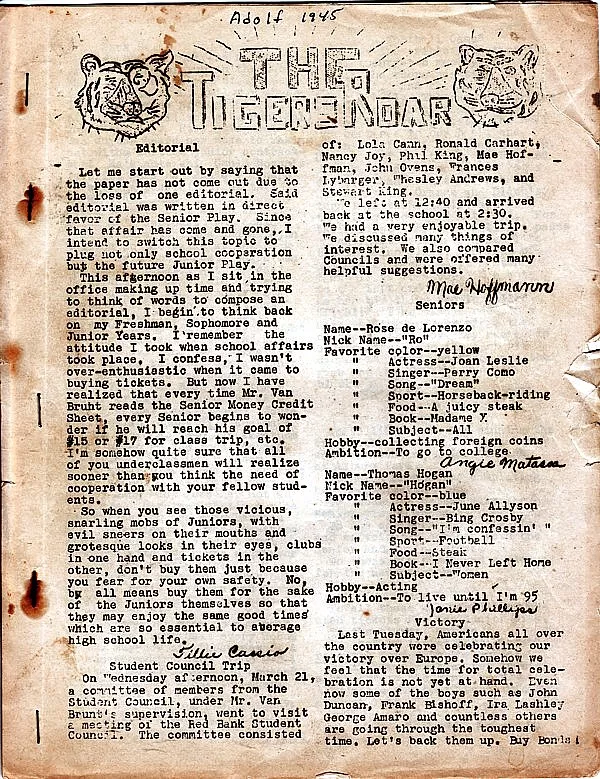 Adolf 1945
THE
TIGER'S ROAR
Editorial
Let me start out by saying that
the paper has not come out due to
the loss of one editorial. Said
editorial was written in direct
favor of the Senior Play. Since
that affair has come and gone, I
intend to switch this topic to
plug not only school cooperation
but the future Junior Play.
This afternoon as I sit in the
office making up time and trying
to think of words to compose an
editorial, I begin to think back
on my Freshman, Sophomore and
Junior Years. I remember the
attitude I took when school affairs
took place. I confess, I wasn't
over-enthusiastic when it came to
buying tickets. But now I have
realized that every time Mr. Van
Bruht reads the Senior Money Credit
Sheet, every Senior begins to won-
der if he will reach his goal of
$15 or $17 for class trip, etc.
I'm somehow quite sure that all
of you underclassmen will realize
sooner than you think the need of
cooperation with your fellow stud-
ents.
So when you see those vicious,
snarling mobs of Juniors, with
evil sneers on their mouths and
grotesque looks in their eyes, clubs
in one hand and tickets in the
other, don't buy them just because
you fear for your own safety. No,
by all means buy them for the sake
of the Juniors themselves so that
they may enjoy the same good times
which are so essential to aberage
high school life.
Tillie Cassio
Student Council Trip
On Wednesday afternoon, March 21,
a committee of members from the
Student Council, under Mr. Van
Brunt's supervision, went to visit
a meeting of the Red Bank Student
Council. The committee consisted
of: Lola Cann, Ronald Carhart,
Nancy Joy, Phil King, Mae Hof-
fman, John Ovens, Frances
Lybarger, Whesley Andrews, and
Stewart King.
We left at 12:40 and arrived
back at the school at 2:30.
We had a very enjoyable trip.
We discussed many things of
interest. We also compared
Councils and were offered many
helpful suggestions.
Mae Hoffmann
Seniors
Name--Rose de Lorenzo
Nick Name--"Ro"
Favorite color--yellow
" Actress--Joan Leslie
" Singer--Perry Como
" Song--"Dream"
" Sport--Horseback-riding
" Food--A juicy steak
" Book--Madame X
" Subject--All
Hobby--collecting foreign coins
Ambition--To go to college
Angie Matassa
Name--Thomas Hogan
Nick Name--"Hogan"
Favorite color--blue
" Actress--June Allyson
" Singer--Bing Crosby
" Song--"I'm confessin' "
" Sport--Football
" Food--Steak
" Book--I Never Left Home
" Subject--Women
Hobby--Acting
Ambition--To live until I'm 95
Janie Phillips
Victory
Last Tuesday, Americans all over
the country were celebrating our
victory over Europe. Somehow we
feel that the time for total cele-
bration is not yet at hand. Even
now some of the boys such as John
Duncan, Frank Bishoff, Ira Lashley
George Amaro and countless others
are going through the toughest
time. Let's back them up. Buy Bonds!